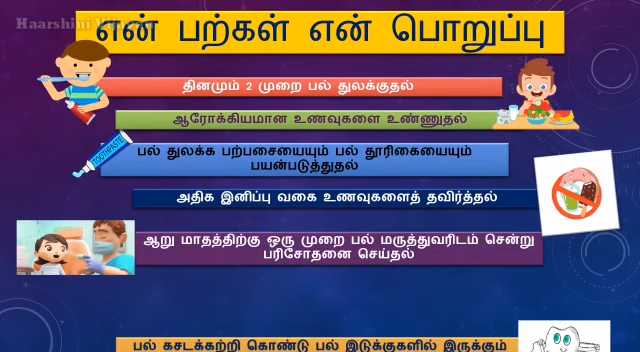 Haarshini
என் பற்கள் என் பொறுப்பு
தினமும் 2 முறை பல் துலக்குதல்
ஆரோக்கியமான உணவுகளை உண்ணுதல்
TOOTHPASTE
பல் துலக்க பற்பசையையும் பல் தூரிகையையும்
பயன்படுத்துதல்
அதிக இனிப்பு வகை உணவுகளைத் தவிர்த்தல்
ஆறு மாதத்திற்கு ஒரு முறை பல் மருத்துவரிடம் சென்று
பரிசோதனை செய்தல்
பல் கசடகற்றி கொண்டு பல் இடுக்குகளில் இருக்கும்